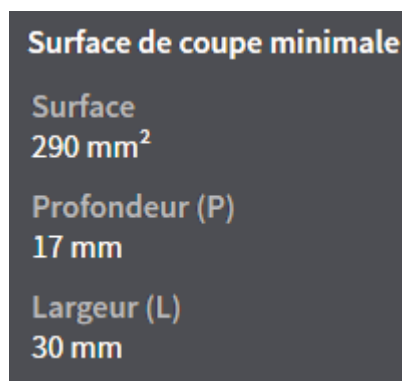 Surface de coupe minimale
Surface
290 mm²
Profondeur (P)
17 mm
Largeur (L)
30 mm